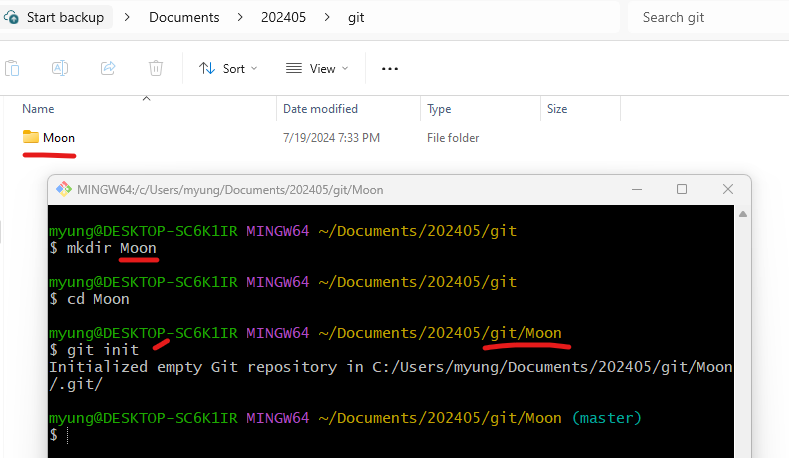 Start backup > Documents > 202405 > git Search git
Sort View ...
Name Date modified Type Size
Moon 7/19/2024 7:33 PM File folder
MINGW64:/c/Users/myung/Documents/202405/git/Moon
myung@DESKTOP-SC6K1IR MINGW64 ~/Documents/202405/git
$ mkdir Moon
myung@DESKTOP-SC6K1IR MINGW64 ~/Documents/202405/git
$ cd Moon
myung@DESKTOP-SC6K1IR MINGW64 ~/Documents/202405/git/Moon
$ git init
Initialized empty Git repository in C:/Users/myung/Documents/202405/git/Moon
/.git/
myung@DESKTOP-SC6K1IR MINGW64 ~/Documents/202405/git/Moon (master)
$